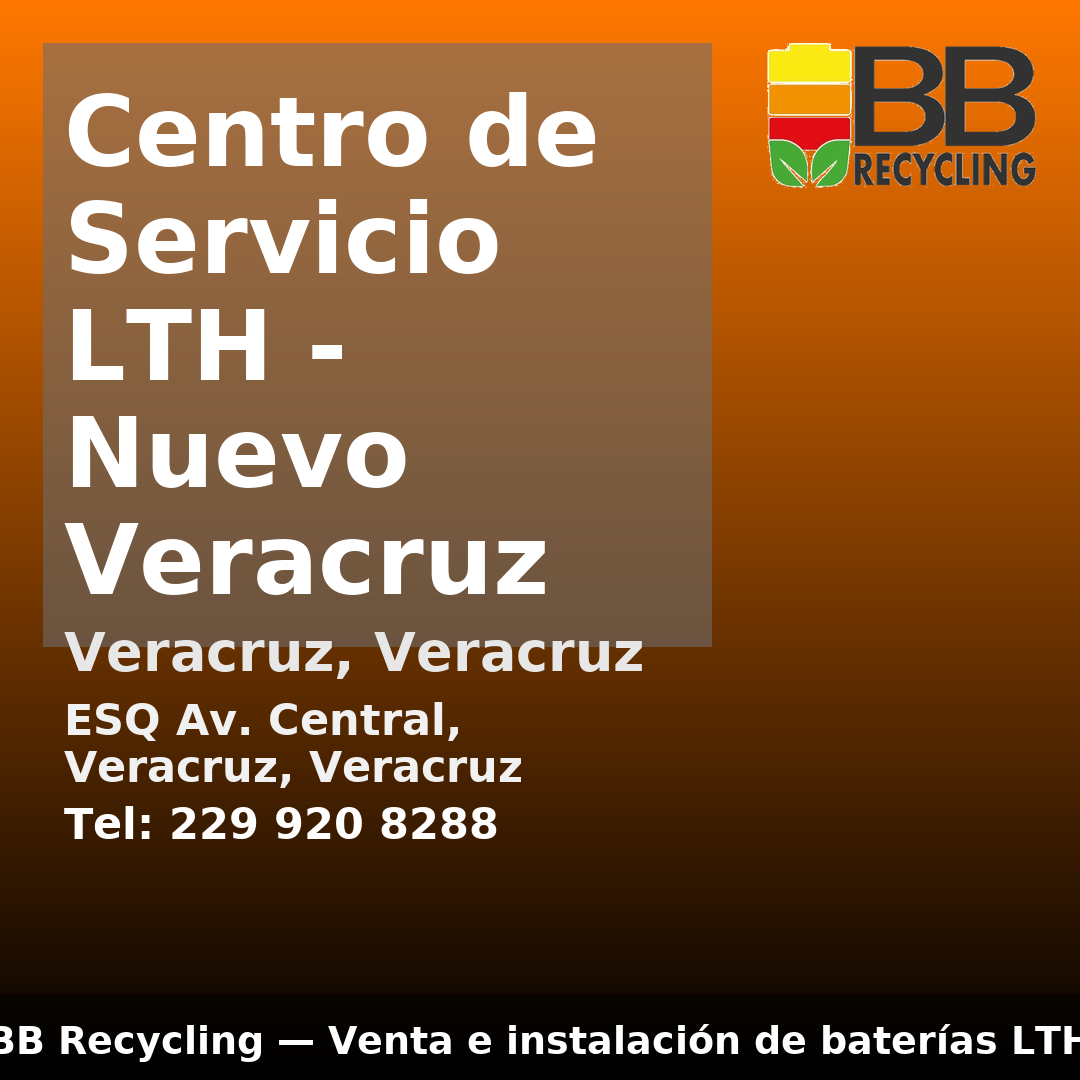 Centro de
Servicio
LTH -
Nuevo
Veracruz
Veracruz, Veracruz
ESQ Av. Central,
Veracruz, Veracruz
Tel: 229 920 8288
BB
RECYCLING
BB Recycling — Venta e instalación de baterías LTH